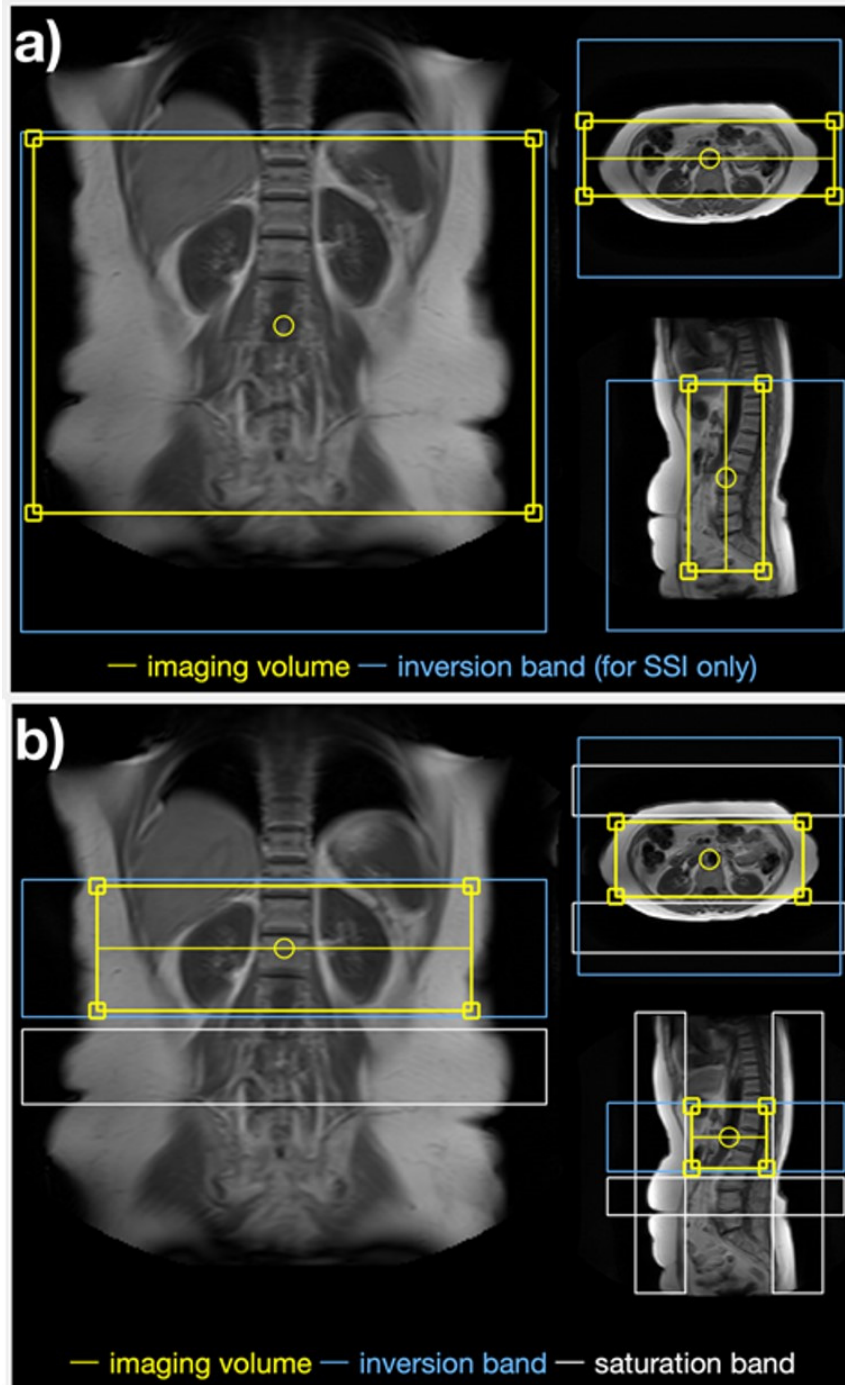 a)
— imaging volume — inversion band (for SSI only)
b)
— imaging volume — inversion band — saturation band